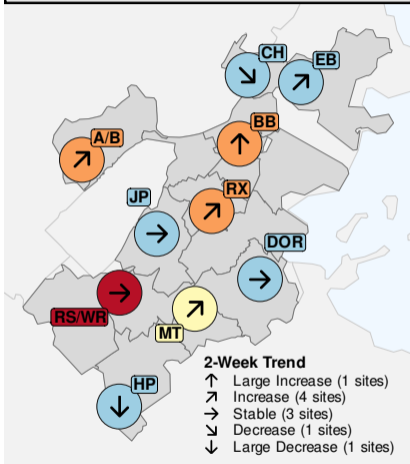 CH
EB
BB
A/B
RX
JP
DOR
RS/WR
MT
HP
2-Week Trend
↑ Large Increase (1 sites)
↗ Increase (4 sites)
→ Stable (3 sites)
↘ Decrease (1 sites)
↓ Large Decrease (1 sites)